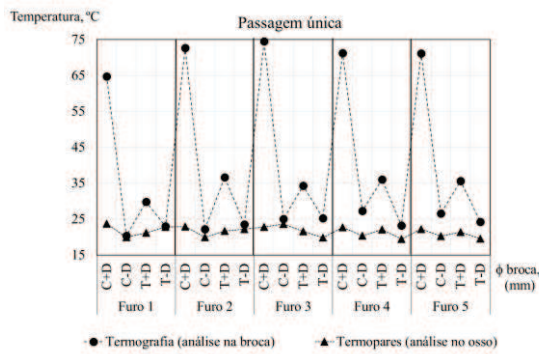 Temperatura, ºC
Passagem única
75
65
55
45
35
25
15
C+D C-D T+D T-D C+D C-D T+D T-D C+D C-D T+D T-D C+D C-D T+D T-D C+D C-D T+D T-D
ϕ broca, (mm)
Furo 1 Furo 2 Furo 3 Furo 4 Furo 5
Termografia (análise na broca) Termopares (análise no osso)